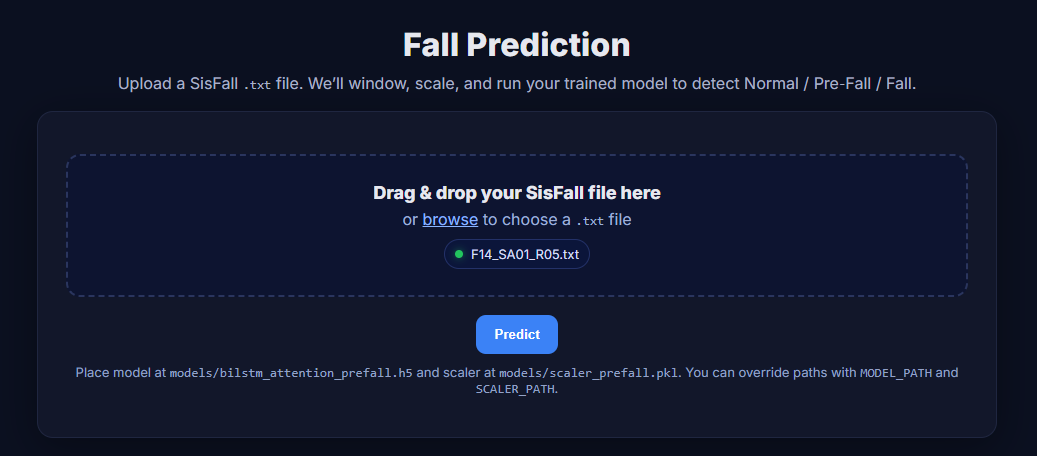 Fall Prediction
Upload a SisFall .txt file. We’ll window, scale, and run your trained model to detect Normal / Pre-Fall / Fall.
Drag & drop your SisFall file here
or browse to choose a .txt file
F14_SA01_R05.txt
Predict
Place model at models/bilstm_attention_prefall.h5 and scaler at models/scaler_prefall.pkl. You can override paths with MODEL_PATH and
SCALER_PATH.